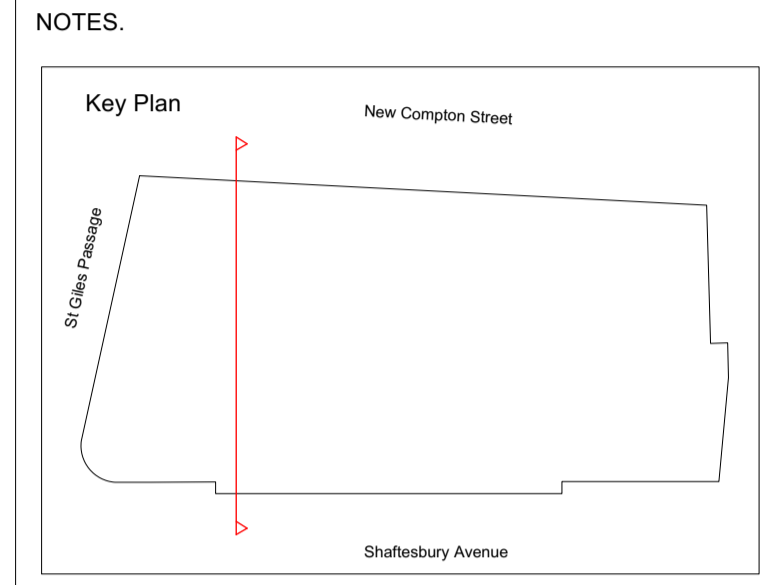 NOTES.
Key Plan
New Compton Street
St Giles Passage
Shaftesbury Avenue